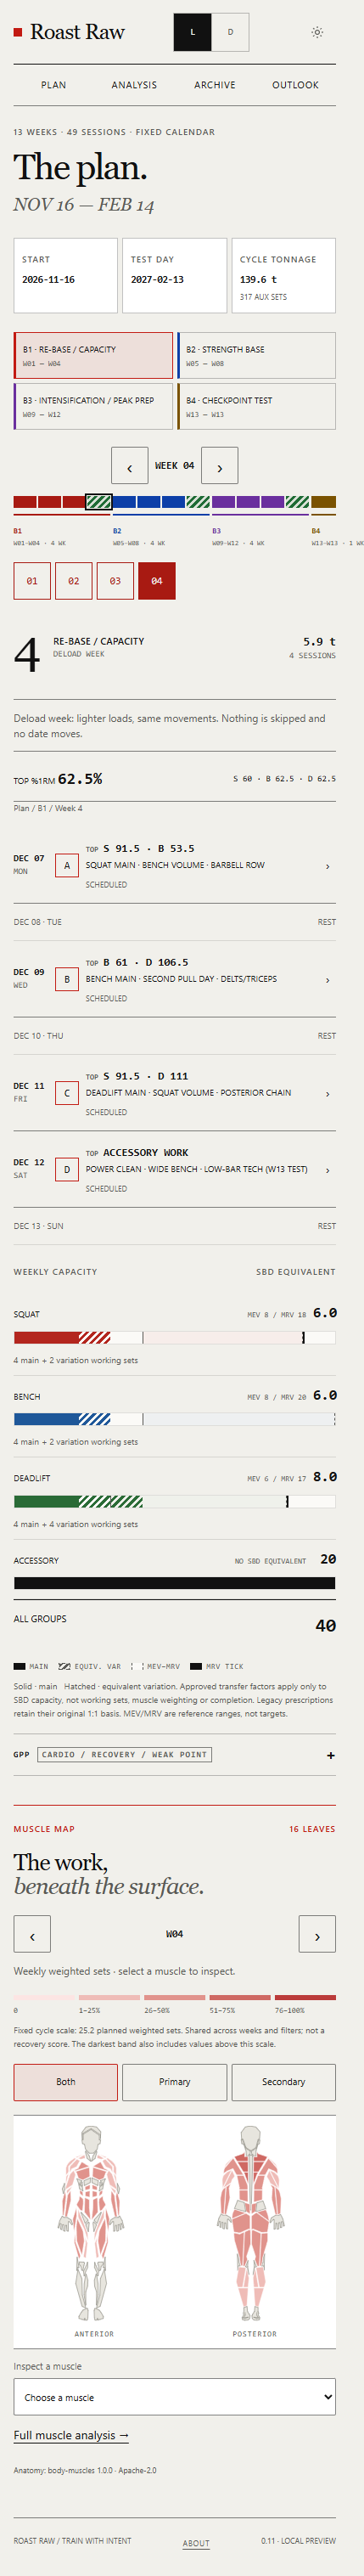 Roast Raw
L D
PLAN ANALYSIS ARCHIVE OUTLOOK
13 WEEKS · 49 SESSIONS · FIXED CALENDAR
The plan.
NOV 16 — FEB 14
START
2026-11-16
TEST DAY
2027-02-13
CYCLE TONNAGE
139.6 t
317 AUX SETS
B1 · RE-BASE / CAPACITY
W01 — W04
B2 · STRENGTH BASE
W05 — W08
B3 · INTENSIFICATION / PEAK PREP
W09 — W12
B4 · CHECKPOINT TEST
W13 — W13
‹ WEEK 04 ›
B1 B2 B3 B4
W01-W04 · 4 WK W05-W08 · 4 WK W09-W12 · 4 WK W13-W13 · 1 WK
01 02 03 04
4
RE-BASE / CAPACITY
DELOAD WEEK
5.9 t
4 SESSIONS
Deload week: lighter loads, same movements. Nothing is skipped and
no date moves.
TOP %1RM 62.5% S 60 · B 62.5 · D 62.5
Plan / B1 / Week 4
DEC 07
MON
A
TOP S 91.5 · B 53.5
SQUAT MAIN · BENCH VOLUME · BARBELL ROW
SCHEDULED
›
DEC 08 · TUE REST
DEC 09
WED
B
TOP B 61 · D 106.5
BENCH MAIN · SECOND PULL DAY · DELTS/TRICEPS
SCHEDULED
›
DEC 10 · THU REST
DEC 11
FRI
C
TOP S 91.5 · D 111
DEADLIFT MAIN · SQUAT VOLUME · POSTERIOR CHAIN
SCHEDULED
›
DEC 12
SAT
D
TOP ACCESSORY WORK
POWER CLEAN · WIDE BENCH · LOW-BAR TECH (W13 TEST)
SCHEDULED
›
DEC 13 · SUN REST
WEEKLY CAPACITY SBD EQUIVALENT
SQUAT MEV 8 / MRV 18 6.0
4 main + 2 variation working sets
BENCH MEV 8 / MRV 20 6.0
4 main + 2 variation working sets
DEADLIFT MEV 6 / MRV 17 8.0
4 main + 4 variation working sets
ACCESSORY NO SBD EQUIVALENT 20
ALL GROUPS 40
MAIN EQUIV. VAR MEV–MRV MRV TICK
Solid · main Hatched · equivalent variation. Approved transfer factors apply only to
SBD capacity, not working sets, muscle weighting or completion. Legacy prescriptions
retain their original 1:1 basis. MEV/MRV are reference ranges, not targets.
GPP CARDIO / RECOVERY / WEAK POINT +
MUSCLE MAP 16 LEAVES
The work,
beneath the surface.
‹ W04 ›
Weekly weighted sets · select a muscle to inspect.
0 1–25% 26–50% 51–75% 76–100%
Fixed cycle scale: 25.2 planned weighted sets. Shared across weeks and filters; not a
recovery score. The darkest band also includes values above this scale.
Both Primary Secondary
ANTERIOR POSTERIOR
Inspect a muscle
Choose a muscle
Full muscle analysis →
Anatomy: body-muscles 1.0.0 · Apache-2.0
ROAST RAW / TRAIN WITH INTENT ABOUT 0.11 · LOCAL PREVIEW